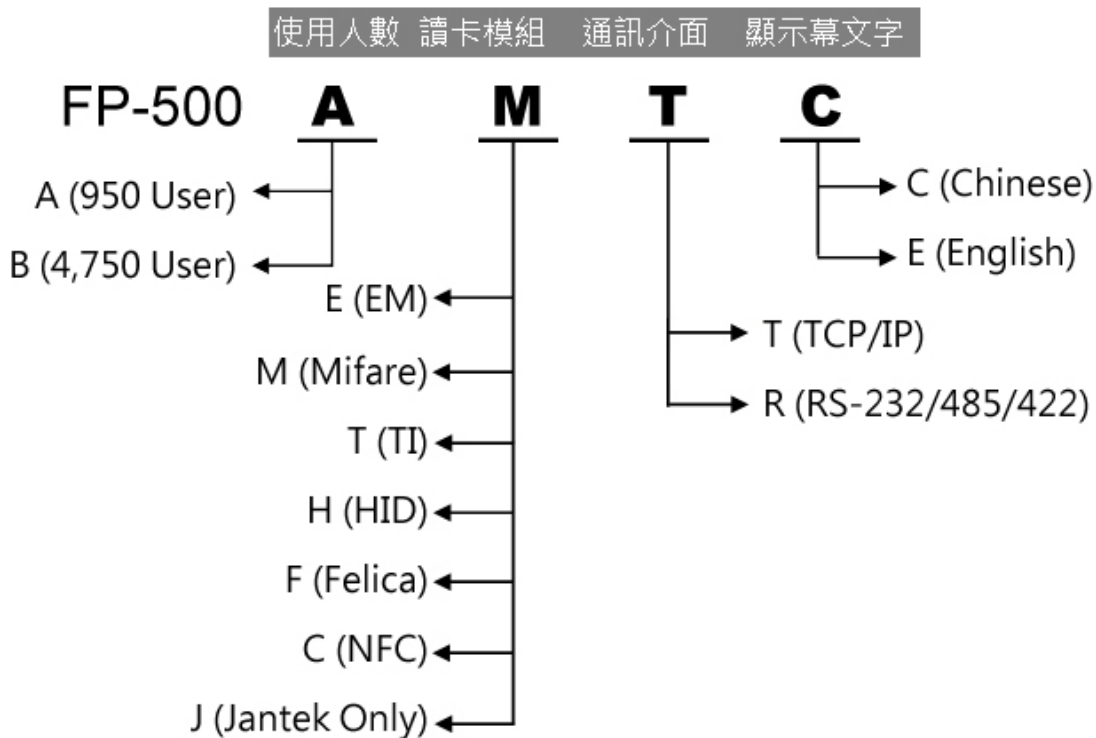 使用人數 讀卡模組 通訊介面 顯示幕文字
FP-500 A M T C
A (950 User)
B (4,750 User)
E (EM)
M (Mifare)
T (TI)
H (HID)
F (Felica)
C (NFC)
J (Jantek Only)
T (TCP/IP)
R (RS-232/485/422)
C (Chinese)
E (English)